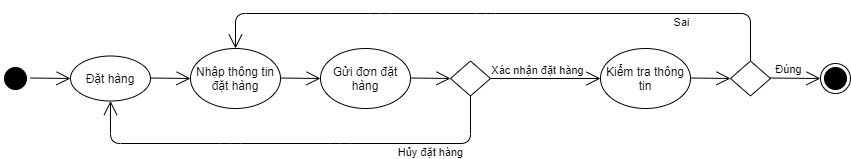 Sai
Đặt hàng
Nhập thông tin
đặt hàng
Gửi đơn đặt
hàng
Xác nhận đặt hàng
Kiểm tra thông
tin
Đúng
Hủy đặt hàng